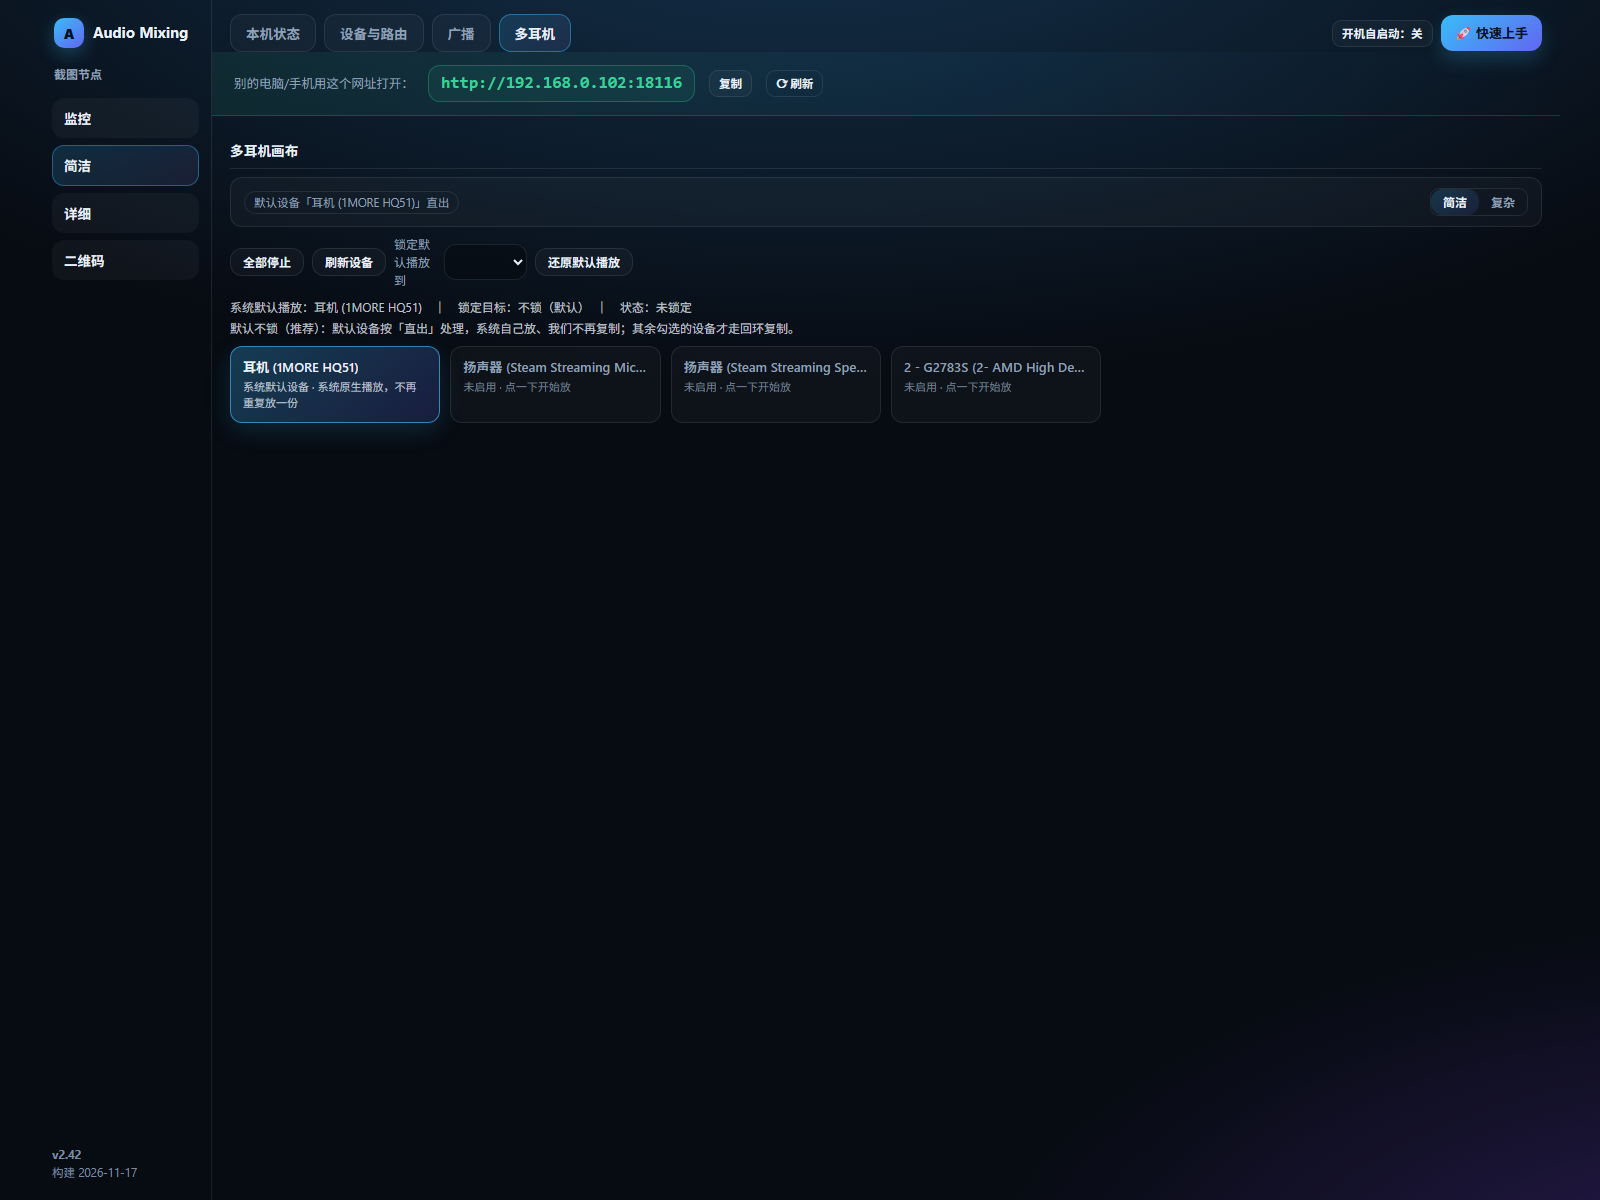 A Audio Mixing
截图节点
监控
简洁
详细
二维码
v2.42
构建 2026-11-17
本机状态 设备与路由 广播 多耳机
开机自启动：关 🚀 快速上手
别的电脑/手机用这个网址打开： http://192.168.0.102:18116 复制 ⟳ 刷新
多耳机画布
默认设备「耳机 (1MORE HQ51)」直出 简洁 复杂
全部停止 刷新设备 锁定默认播放到 还原默认播放
系统默认播放：耳机 (1MORE HQ51) ｜ 锁定目标：不锁（默认） ｜ 状态：未锁定
默认不锁（推荐）：默认设备按「直出」处理，系统自己放、我们不再复制；其余勾选的设备才走回环复制。
耳机 (1MORE HQ51)
系统默认设备 · 系统原生播放，不再
重复放一份
扬声器 (Steam Streaming Mic...
未启用 · 点一下开始放
扬声器 (Steam Streaming Spe...
未启用 · 点一下开始放
2 - G2783S (2- AMD High De...
未启用 · 点一下开始放